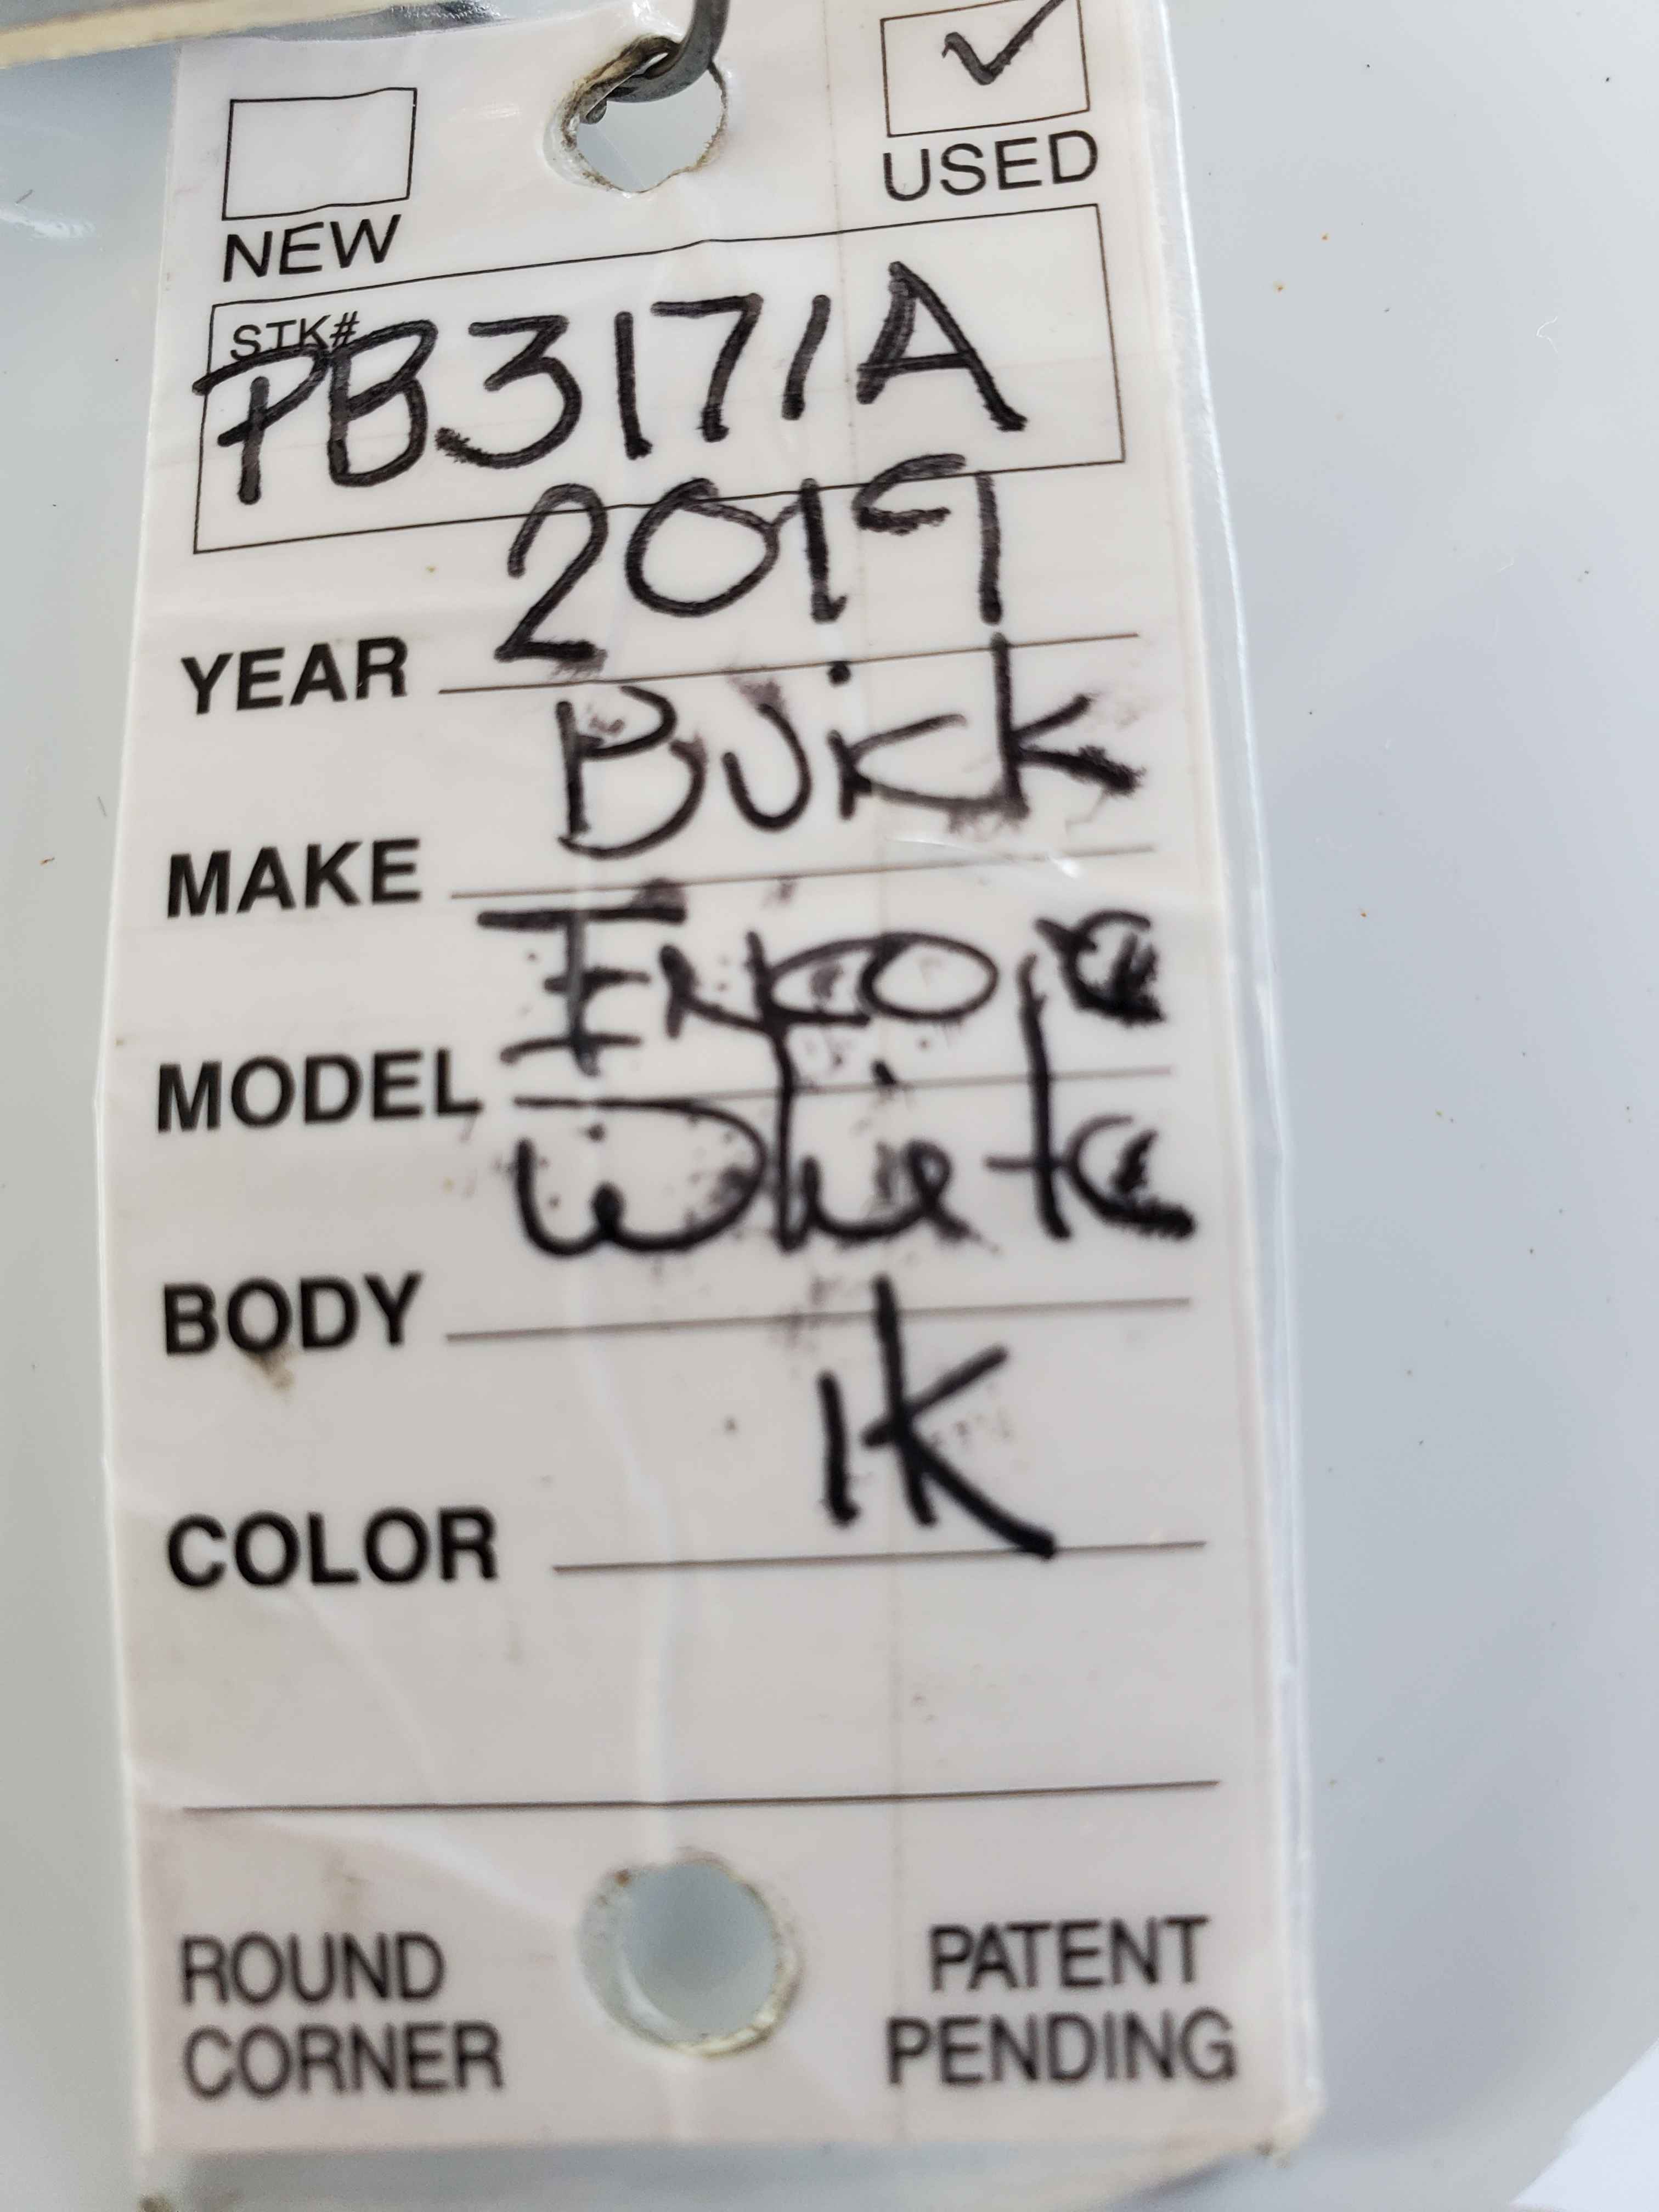 NEW
USED
STK# PB3171A
YEAR 2019
MAKE Buick
MODEL Encore
BODY White
COLOR 1K
ROUND CORNER
PATENT PENDING